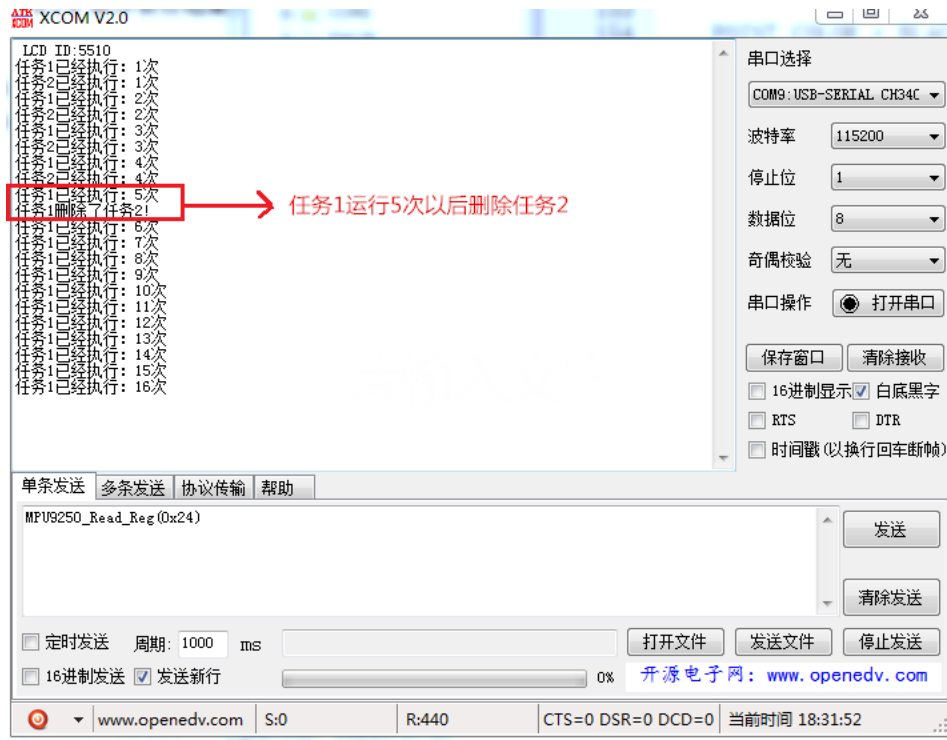 ATK XCOM XCOM V2.0
LCD ID:5510
任务1已经执行：1次
任务2已经执行：1次
任务1已经执行：2次
任务2已经执行：2次
任务1已经执行：3次
任务2已经执行：3次
任务1已经执行：4次
任务2已经执行：4次
任务1已经执行：5次
任务1删除了任务2!
任务1已经执行：6次
任务1已经执行：7次
任务1已经执行：8次
任务1已经执行：9次
任务1已经执行：10次
任务1已经执行：11次
任务1已经执行：12次
任务1已经执行：13次
任务1已经执行：14次
任务1已经执行：15次
任务1已经执行：16次
任务1运行5次以后删除任务2
串口选择
COM9:USB-SERIAL CH34C
波特率 115200
停止位 1
数据位 8
奇偶校验 无
串口操作 打开串口
保存窗口 清除接收
16进制显示 白底黑字
RTS DTR
时间戳(以换行回车断帧)
单条发送 多条发送 协议传输 帮助
MPU9250_Read_Reg(0x24)
发送
清除发送
定时发送 周期: 1000 ms 打开文件 发送文件 停止发送
16进制发送 发送新行 0% 开源电子网：www.openedv.com
www.openedv.com S:0 R:440 CTS=0 DSR=0 DCD=0 当前时间 18:31:52